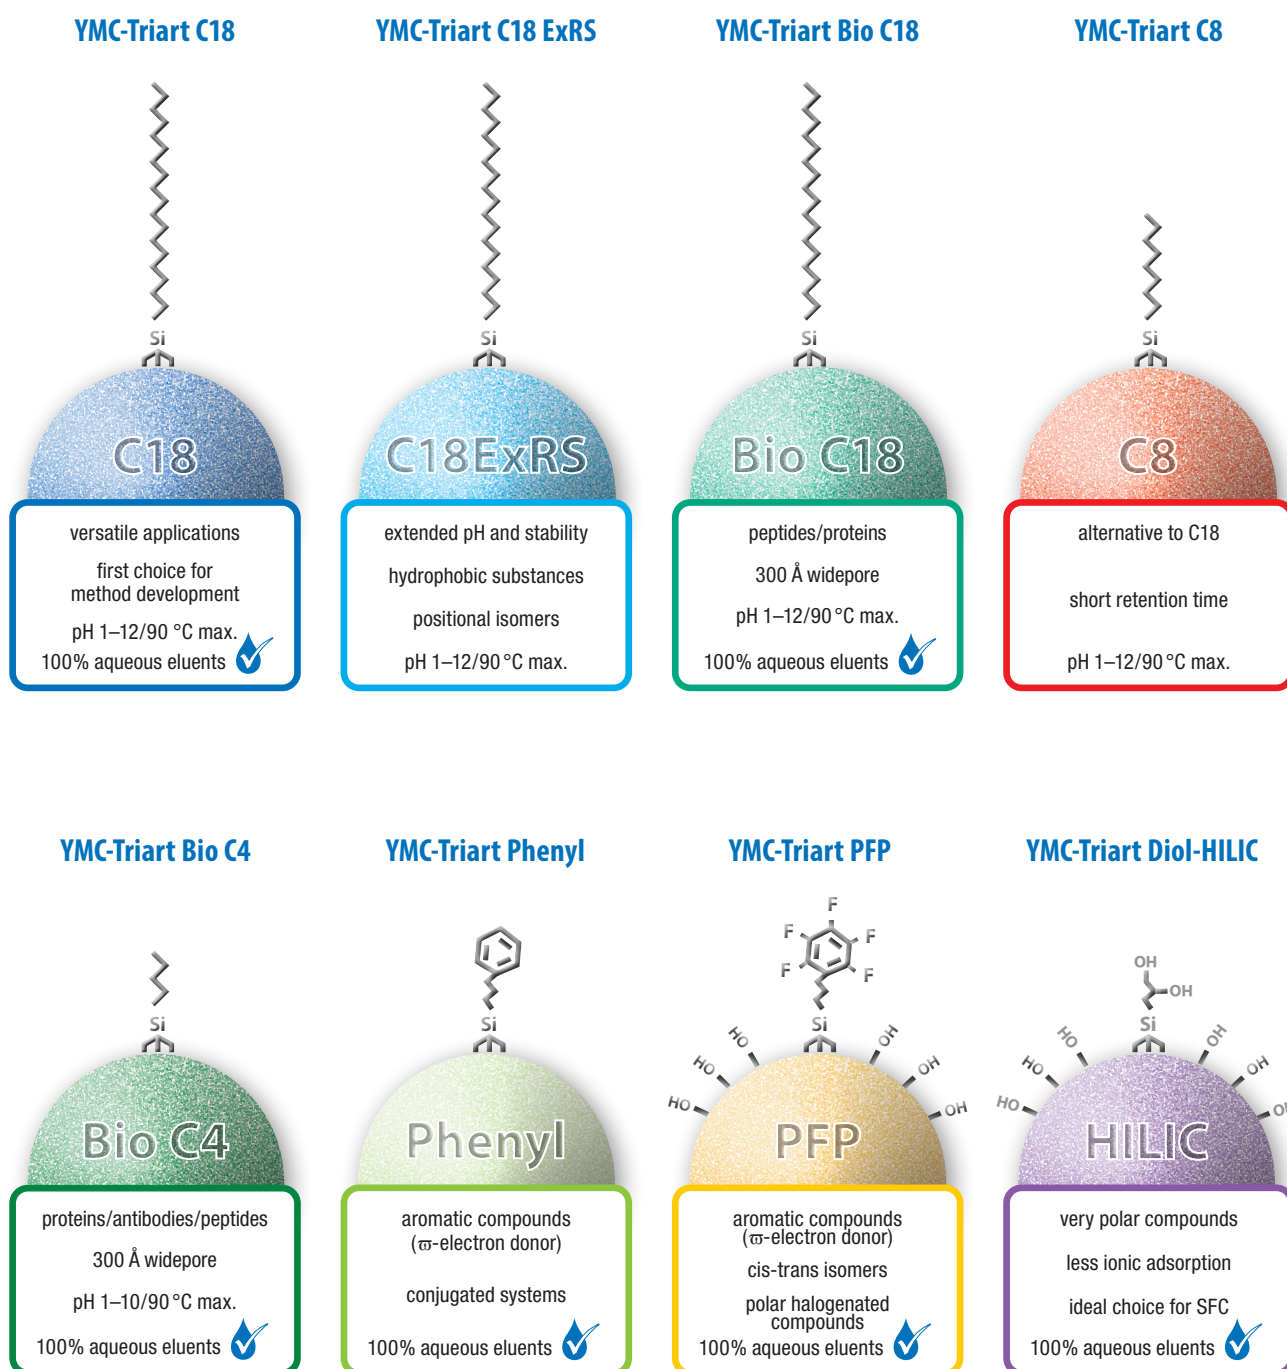 YMC-Triart C18
YMC-Triart C18 ExRS
YMC-Triart Bio C18
YMC-Triart C8
Si
Si
Si
Si
C18
C18ExRS
Bio C18
C8
versatile applications
first choice for
method development
pH 1–12/90 °C max.
100% aqueous eluents
extended pH and stability
hydrophobic substances
positional isomers
pH 1–12/90 °C max.
peptides/proteins
300 Å widepore
pH 1–12/90 °C max.
100% aqueous eluents
alternative to C18
short retention time
pH 1–12/90 °C max.
YMC-Triart Bio C4
YMC-Triart Phenyl
YMC-Triart PFP
YMC-Triart Diol-HILIC
Si
Si
F
F
F
F
F
Si
HO
HO
HO
OH
OH
OH
OH
OH
Si
HO
HO
HO
OH
OH
OH
Bio C4
Phenyl
PFP
HILIC
proteins/antibodies/peptides
300 Å widepore
pH 1–10/90 °C max.
100% aqueous eluents
aromatic compounds
(ϖ-electron donor)
conjugated systems
100% aqueous eluents
aromatic compounds
(ϖ-electron donor)
cis-trans isomers
polar halogenated
compounds
100% aqueous eluents
very polar compounds
less ionic adsorption
ideal choice for SFC
100% aqueous eluents